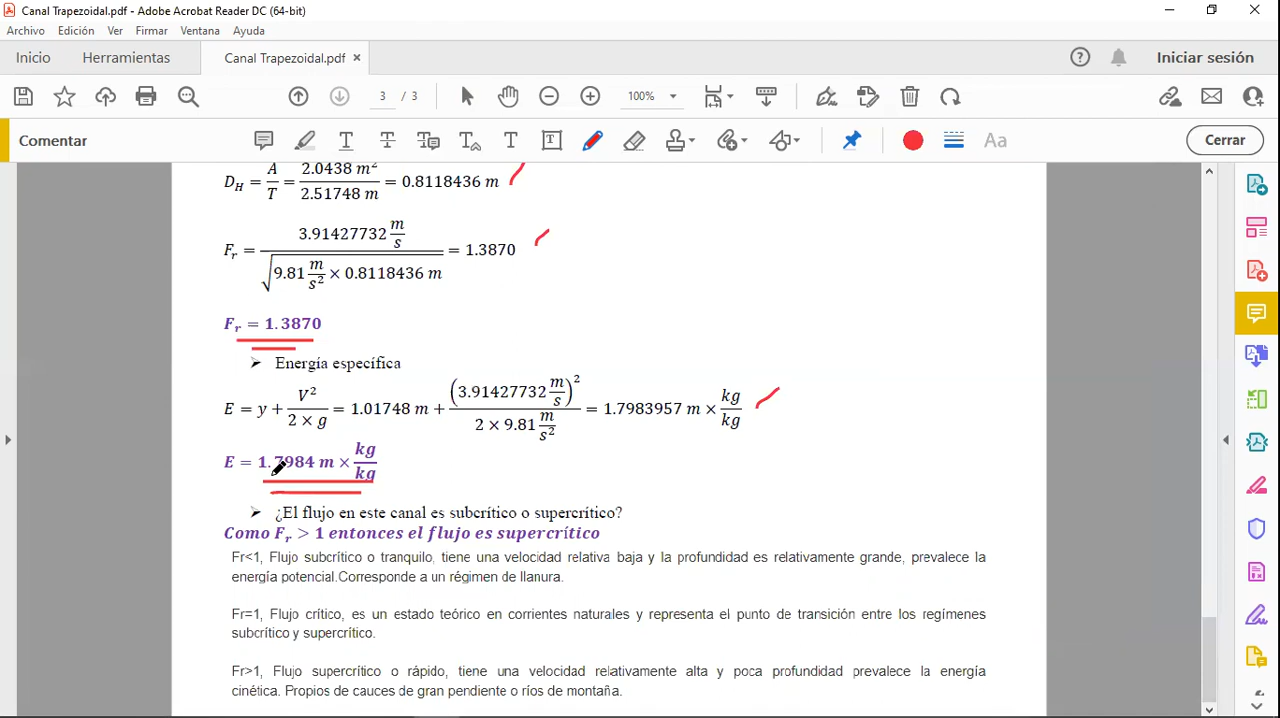 Canal Trapezoidal.pdf - Adobe Acrobat Reader DC (64-bit)
Archivo Edición Ver Firmar Ventana Ayuda
Inicio Herramientas Canal Trapezoidal.pdf × Iniciar sesión
3 / 3 100%
Comentar Aa Cerrar
D_H = A/T = 2.0438 m² / 2.51748 m = 0.8118436 m
F_r = 3.91427732 m/s / √(9.81 m/s² × 0.8118436 m) = 1.3870
F_r = 1.3870
➢ Energía específica
E = y + V²/(2 × g) = 1.01748 m + (3.91427732 m/s)² / (2 × 9.81 m/s²) = 1.7983957 m × kg/kg
E = 1.7984 m × kg/kg
➢ ¿El flujo en este canal es subcrítico o supercrítico?
Como F_r > 1 entonces el flujo es supercrítico
Fr<1, Flujo subcrítico o tranquilo, tiene una velocidad relativa baja y la profundidad es relativamente grande, prevalece la
energía potencial.Corresponde a un régimen de llanura.
Fr=1, Flujo crítico, es un estado teórico en corrientes naturales y representa el punto de transición entre los regímenes
subcrítico y supercrítico.
Fr>1, Flujo supercrítico o rápido, tiene una velocidad relativamente alta y poca profundidad prevalece la energía
cinética. Propios de cauces de gran pendiente o ríos de montaña.